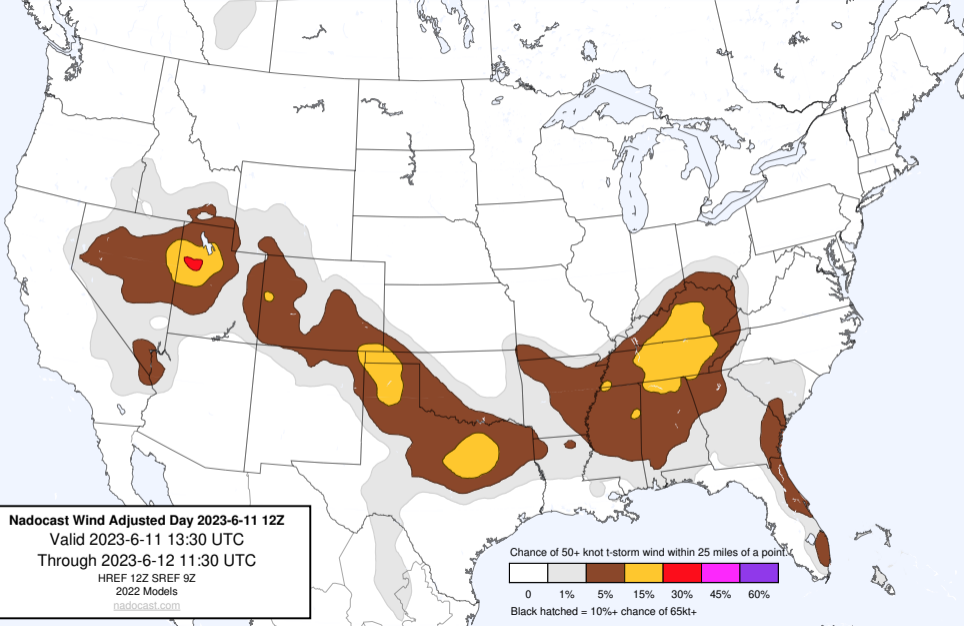 Nadocast Wind Adjusted Day 2023-6-11 12Z
Valid 2023-6-11 13:30 UTC
Through 2023-6-12 11:30 UTC
HREF 12Z SREF 9Z
2022 Models
nadocast.com
Chance of 50+ knot t-storm wind within 25 miles of a point.
0 1% 5% 15% 30% 45% 60%
Black hatched = 10%+ chance of 65kt+